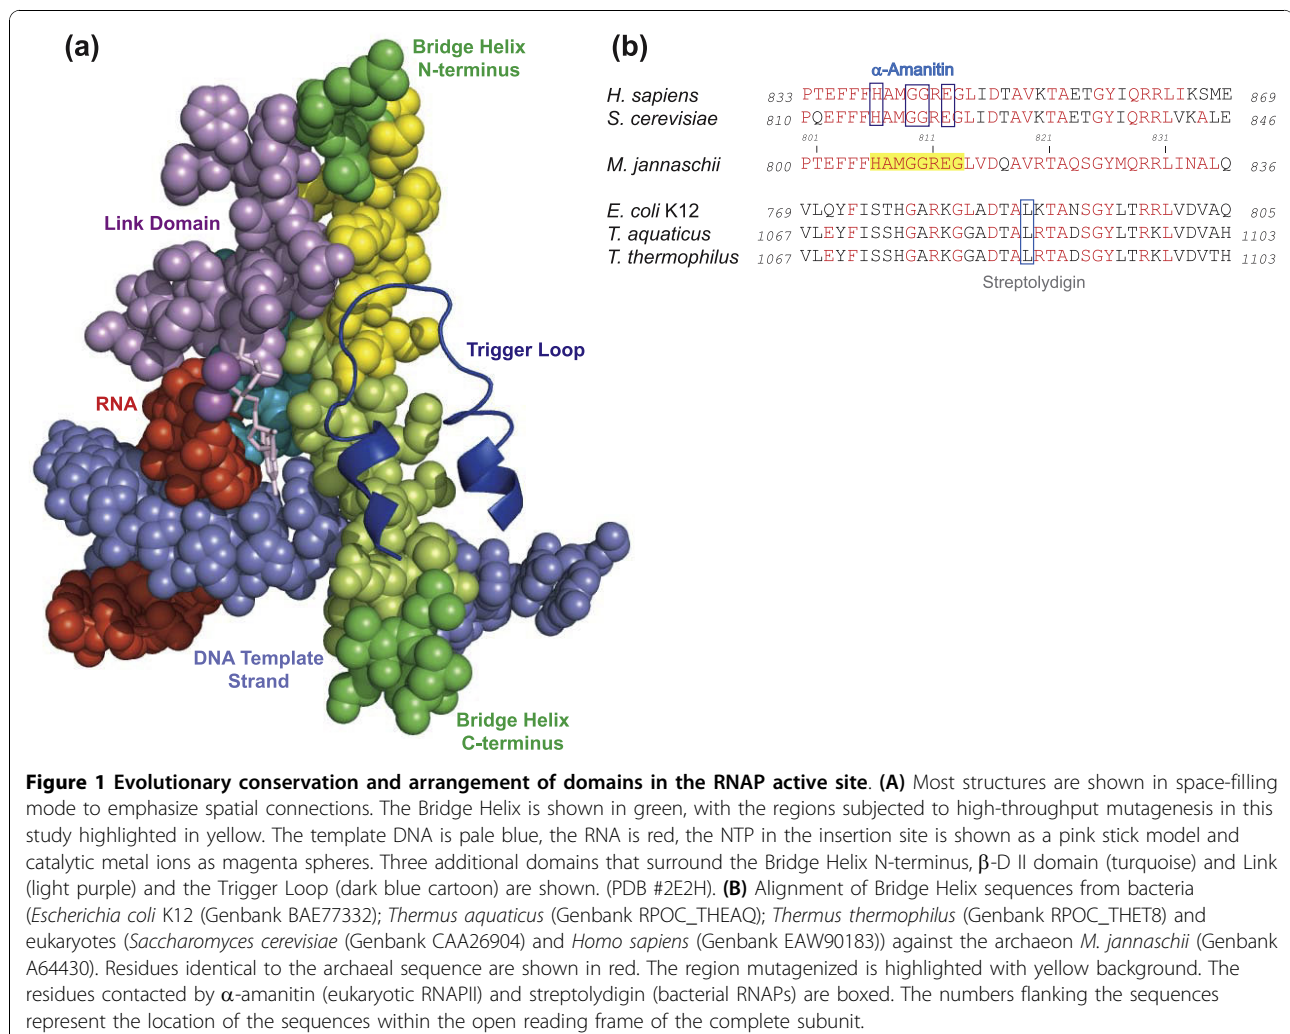 (a)
Bridge Helix
N-terminus
Link Domain
Trigger Loop
RNA
DNA Template
Strand
Bridge Helix
C-terminus
(b)
α-Amanitin
H. sapiens 833 PTEFFFHAMGGREGLIDTAVKTAETGYIQRRLIKSME 869
S. cerevisiae 810 PQEFFFHAMGGREGLIDTAVKTAETGYIQRRLVKALE 846
801 811 821 831
M. jannaschii 800 PTEFFFHAMGGREGLVDQAVRTAQSGYMQRRLINALQ 836
E. coli K12 769 VLQYFISTHGARKGLADTALKTANSGYLTRRLVDVAQ 805
T. aquaticus 1067 VLEYFISSHGARKGGADTALRTADSGYLTRKLVDVAH 1103
T. thermophilus 1067 VLEYFISSHGARKGGADTALRTADSGYLTRKLVDVTH 1103
Streptolydigin
Figure 1 Evolutionary conservation and arrangement of domains in the RNAP active site. (A) Most structures are shown in space-filling
mode to emphasize spatial connections. The Bridge Helix is shown in green, with the regions subjected to high-throughput mutagenesis in this
study highlighted in yellow. The template DNA is pale blue, the RNA is red, the NTP in the insertion site is shown as a pink stick model and
catalytic metal ions as magenta spheres. Three additional domains that surround the Bridge Helix N-terminus, β-D II domain (turquoise) and Link
(light purple) and the Trigger Loop (dark blue cartoon) are shown. (PDB #2E2H). (B) Alignment of Bridge Helix sequences from bacteria
(Escherichia coli K12 (Genbank BAE77332); Thermus aquaticus (Genbank RPOC_THEAQ); Thermus thermophilus (Genbank RPOC_THET8) and
eukaryotes (Saccharomyces cerevisiae (Genbank CAA26904) and Homo sapiens (Genbank EAW90183)) against the archaeon M. jannaschii (Genbank
A64430). Residues identical to the archaeal sequence are shown in red. The region mutagenized is highlighted with yellow background. The
residues contacted by α-amanitin (eukaryotic RNAPII) and streptolydigin (bacterial RNAPs) are boxed. The numbers flanking the sequences
represent the location of the sequences within the open reading frame of the complete subunit.